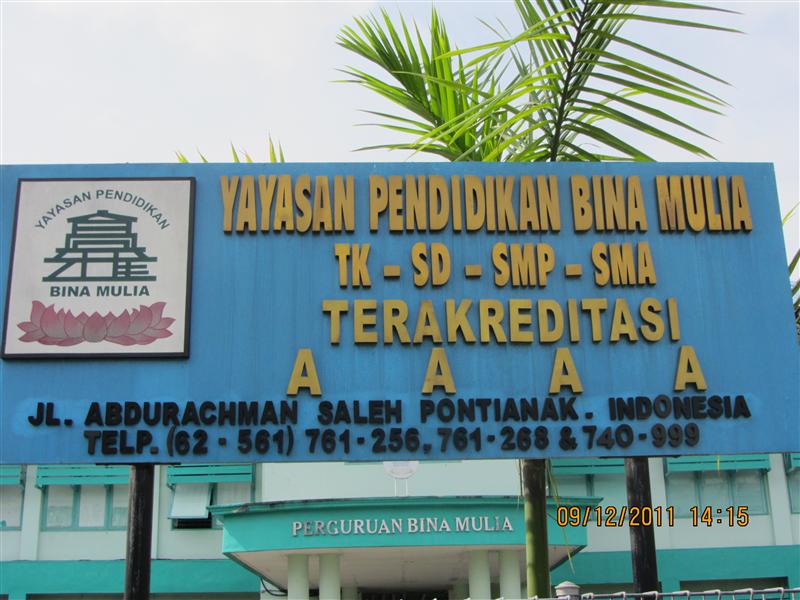 YAYASAN PENDIDIKAN
BINA MULIA
YAYASAN PENDIDIKAN BINA MULIA
TK - SD - SMP - SMA
TERAKREDITASI
A A A A
JL. ABDURACHMAN SALEH PONTIANAK. INDONESIA
TELP. (62 - 561) 761-256, 761-268 & 740-999
PERGURUAN BINA MULIA
09/12/2011 14:15